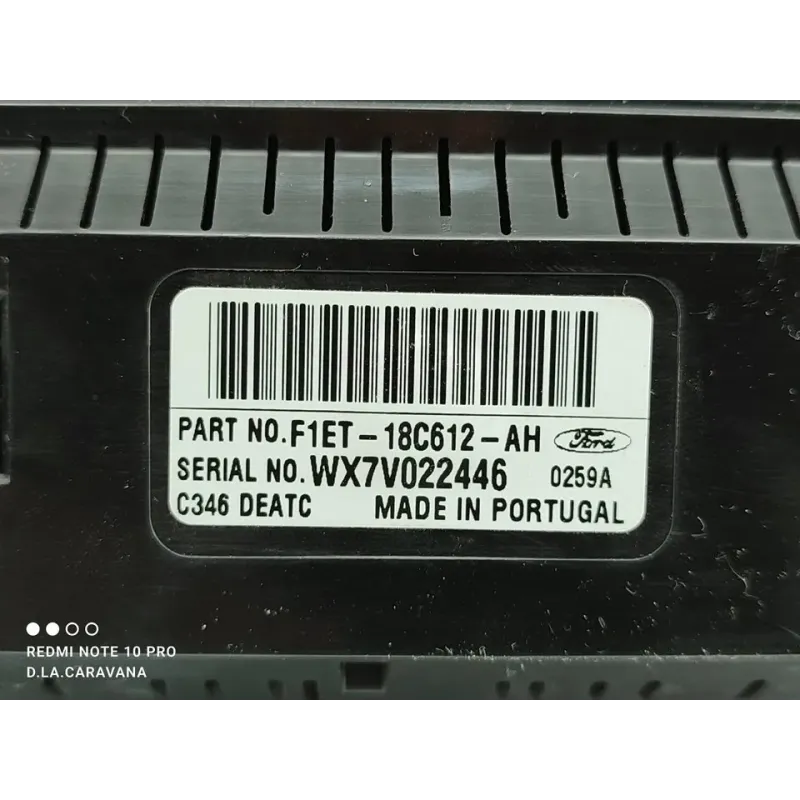 PART NO.F1ET-18C612-AH Ford
SERIAL NO.WX7V022446 0259A
C346 DEATC MADE IN PORTUGAL
REDMI NOTE 10 PRO
D.LA.CARAVANA